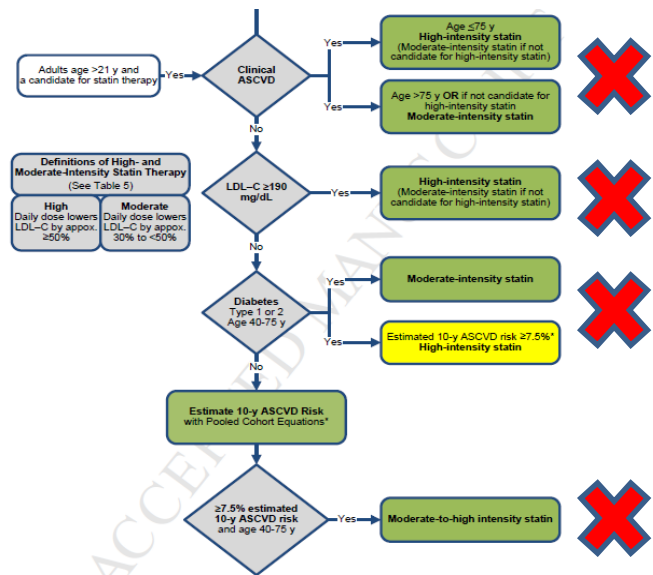 Adults age >21 y and
a candidate for statin therapy
Yes
Clinical
ASCVD
Yes
Age ≤75 y
High-intensity statin
(Moderate-intensity statin if not
candidate for high-intensity statin)
Yes
Age >75 y OR if not candidate for
high-intensity statin
Moderate-intensity statin
No
Definitions of High- and
Moderate-Intensity Statin Therapy
(See Table 5)
High
Daily dose lowers
LDL–C by appox.
≥50%
Moderate
Daily dose lowers
LDL–C by appox.
30% to <50%
LDL–C ≥190
mg/dL
Yes
High-intensity statin
(Moderate-intensity statin if not
candidate for high-intensity statin)
No
Diabetes
Type 1 or 2
Age 40-75 y
Yes
Moderate-intensity statin
Yes
Estimated 10-y ASCVD risk ≥7.5%*
High-intensity statin
No
Estimate 10-y ASCVD Risk
with Pooled Cohort Equations*
≥7.5% estimated
10-y ASCVD risk
and age 40-75 y
Yes
Moderate-to-high intensity statin